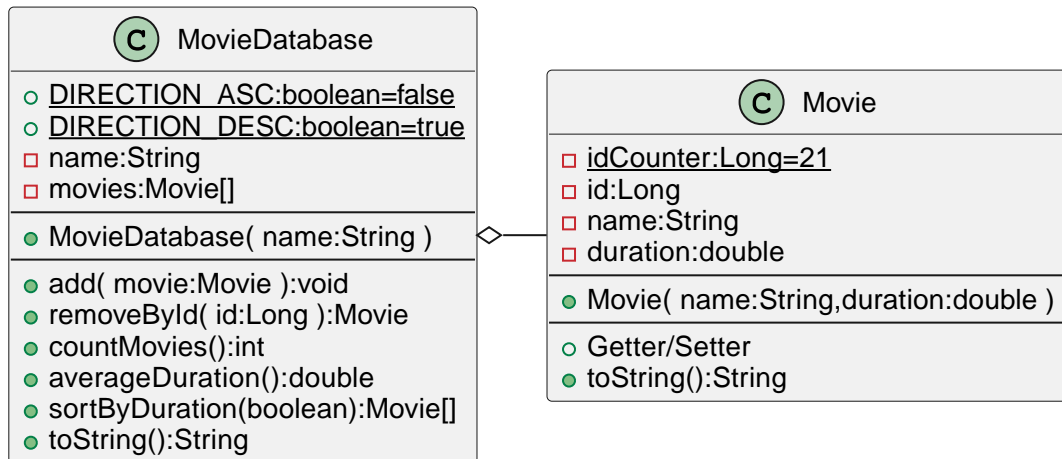 C MovieDatabase
DIRECTION_ASC:boolean=false
DIRECTION_DESC:boolean=true
name:String
movies:Movie[]
MovieDatabase( name:String )
add( movie:Movie ):void
removeById( id:Long ):Movie
countMovies():int
averageDuration():double
sortByDuration(boolean):Movie[]
toString():String
C Movie
idCounter:Long=21
id:Long
name:String
duration:double
Movie( name:String,duration:double )
Getter/Setter
toString():String